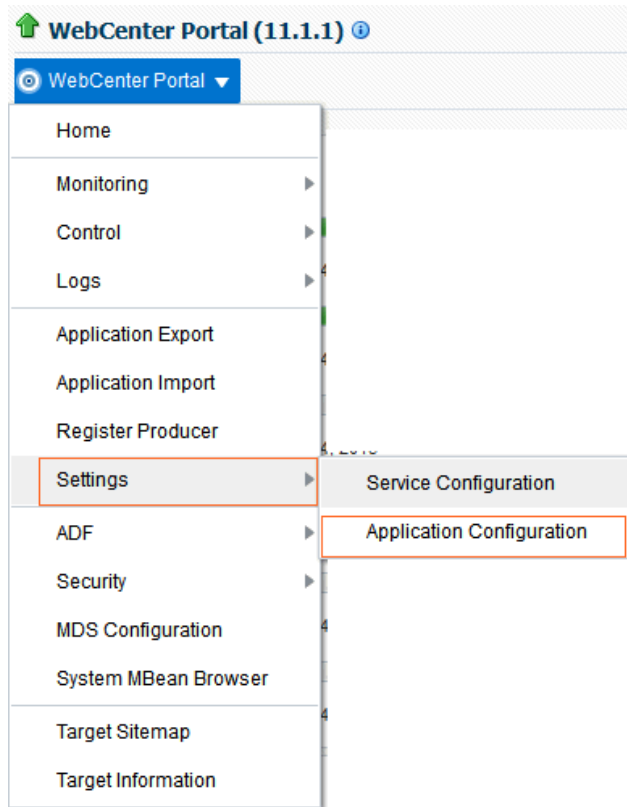 WebCenter Portal (11.1.1)
WebCenter Portal
Home
Monitoring
Control
Logs
Application Export
Application Import
Register Producer
Settings
Service Configuration
Application Configuration
ADF
Security
MDS Configuration
System MBean Browser
Target Sitemap
Target Information